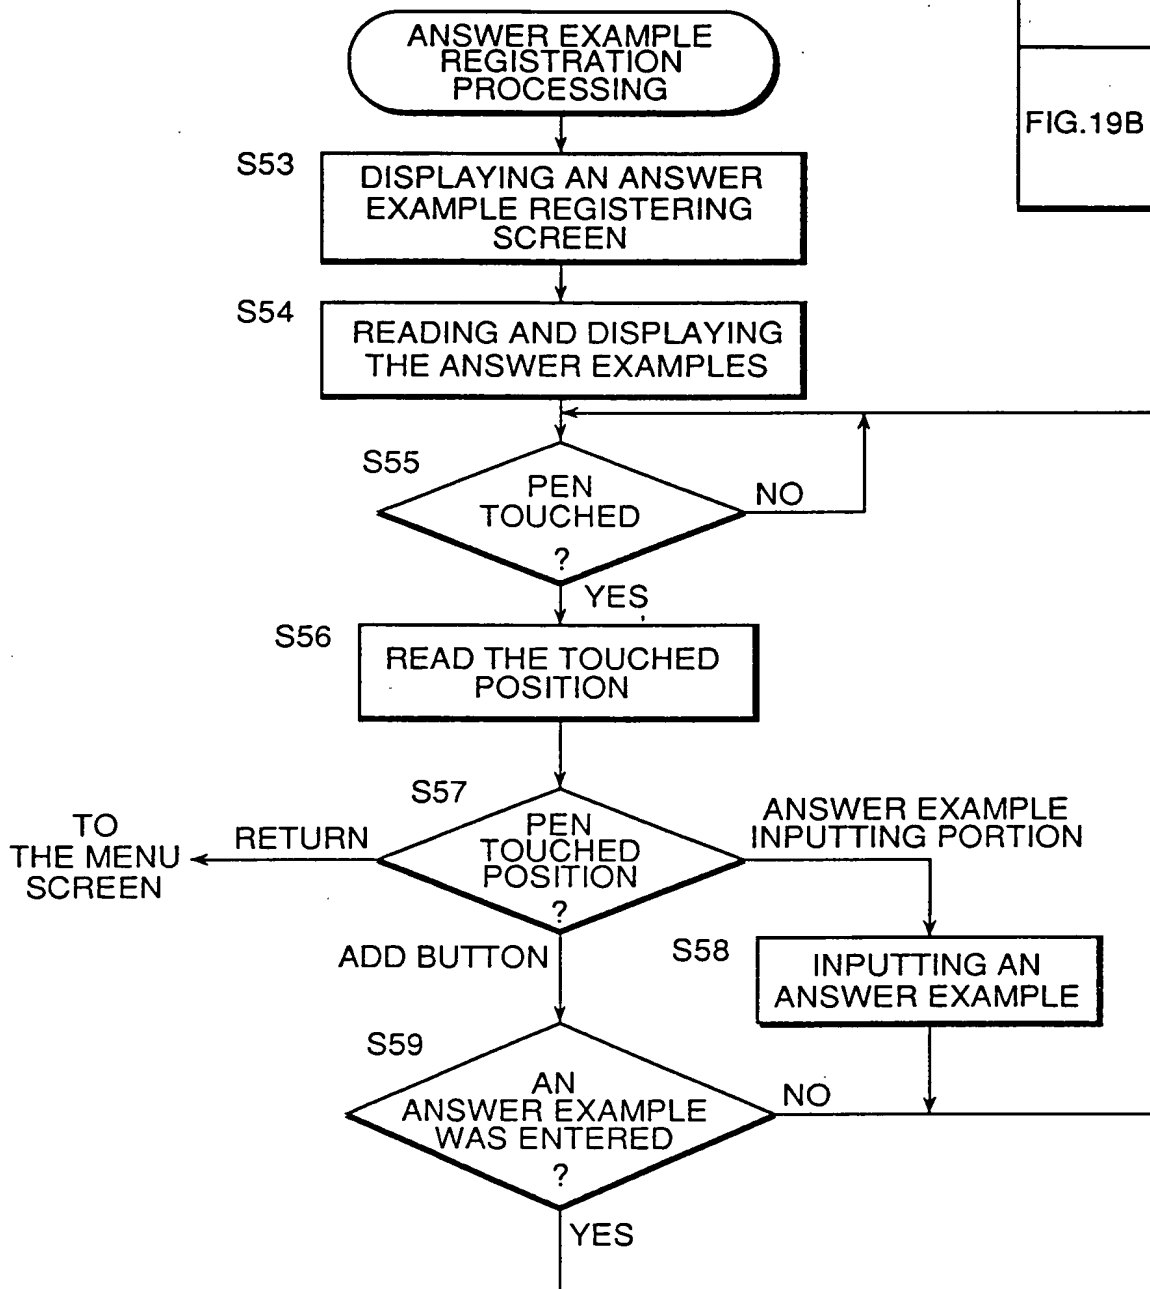 ANSWER EXAMPLE
REGISTRATION
PROCESSING
FIG.19B
S53
DISPLAYING AN ANSWER
EXAMPLE REGISTERING
SCREEN
S54
READING AND DISPLAYING
THE ANSWER EXAMPLES
S55
PEN
TOUCHED
?
NO
YES
S56
READ THE TOUCHED
POSITION
S57
PEN
TOUCHED
POSITION
?
RETURN
TO
THE MENU
SCREEN
ANSWER EXAMPLE
INPUTTING PORTION
ADD BUTTON
S58
INPUTTING AN
ANSWER EXAMPLE
S59
AN
ANSWER EXAMPLE
WAS ENTERED
?
NO
YES